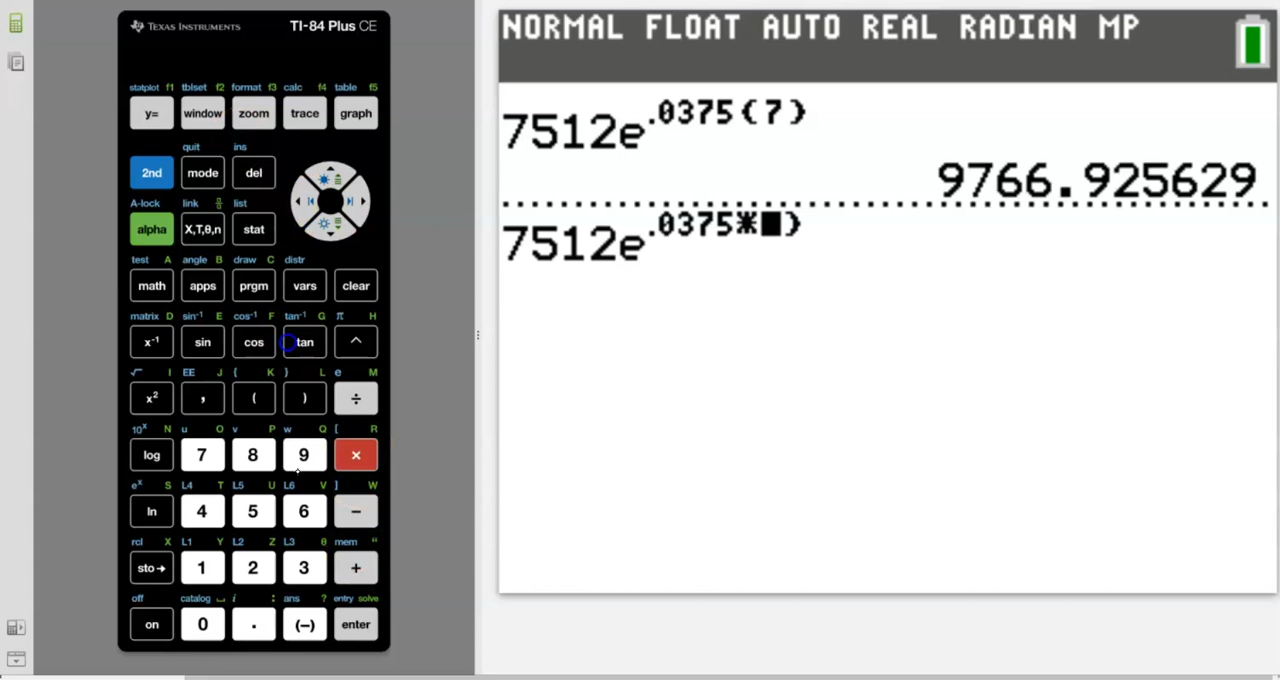 TEXAS INSTRUMENTS TI-84 Plus CE
statplot f1 tblset f2 format f3 calc f4 table f5
y= window zoom trace graph
quit ins
2nd mode del
A-lock link list
alpha X,T,θ,n stat
test A angle B draw C distr
math apps prgm vars clear
matrix D sin⁻¹ E cos⁻¹ F tan⁻¹ G π H
x⁻¹ sin cos tan ^
√ I EE J { K } L e M
x² , ( ) ÷
10ˣ N u O v P w Q [ R
log 7 8 9 ×
eˣ S L4 T L5 U L6 V ] W
ln 4 5 6 −
rcl X L1 Y L2 Z L3 θ mem "
sto→ 1 2 3 +
off catalog ⎵ i : ans ? entry solve
on 0 . (−) enter
NORMAL FLOAT AUTO REAL RADIAN MP
7512e^.0375(7)
9766.925629
7512e^.0375*■)